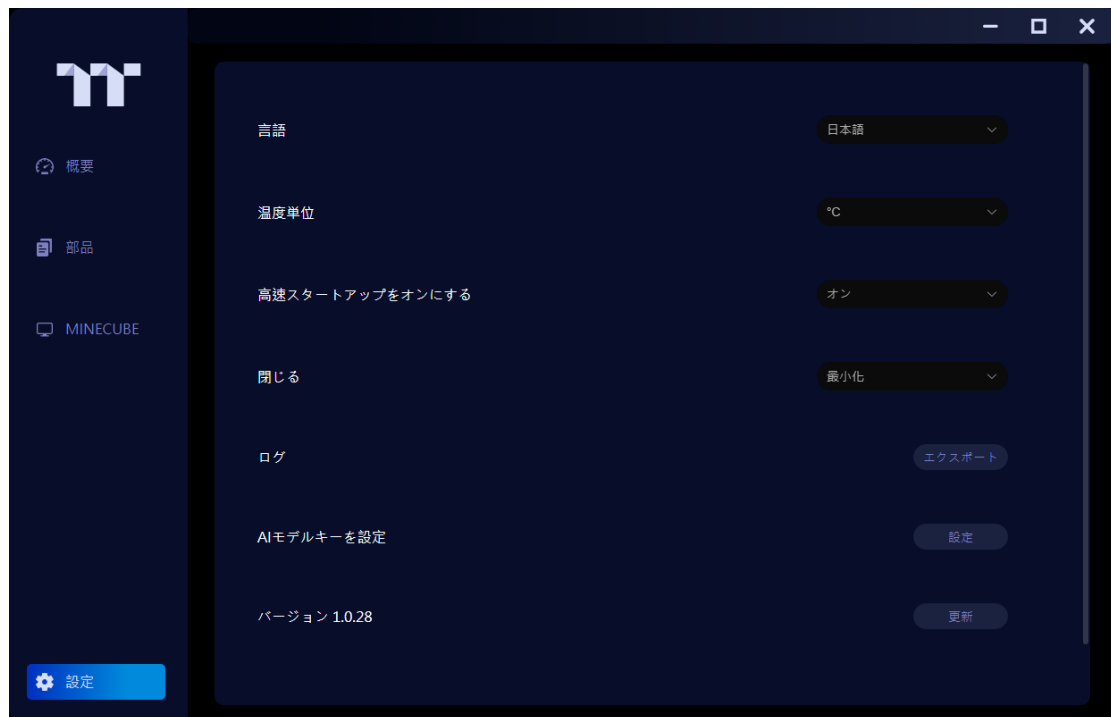 概要
部品
MINECUBE
設定
言語
日本語
温度単位
°C
高速スタートアップをオンにする
オン
閉じる
最小化
ログ
エクスポート
AIモデルキーを設定
設定
バージョン 1.0.28
更新